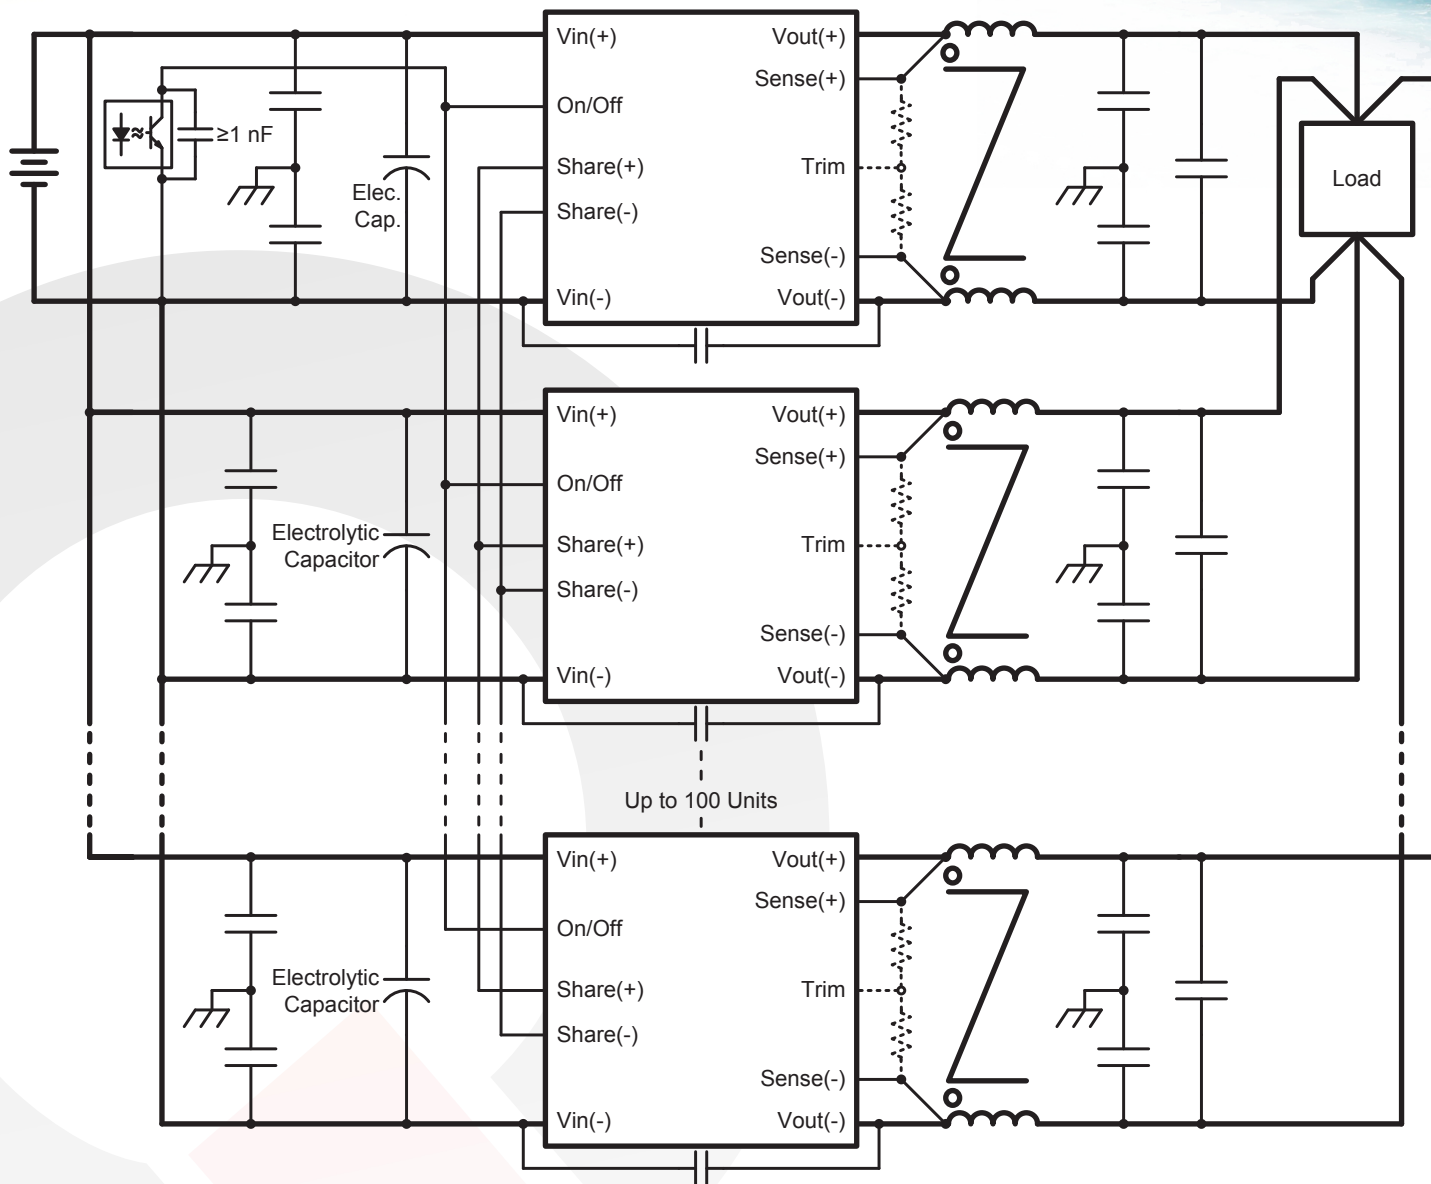 Vin(+)
Vout(+)
Sense(+)
On/Off
≥1 nF
Share(+)
Trim
Load
Elec.
Cap.
Share(-)
Sense(-)
Vin(-)
Vout(-)
Vin(+)
Vout(+)
Sense(+)
On/Off
Electrolytic
Capacitor
Share(+)
Trim
Share(-)
Sense(-)
Vin(-)
Vout(-)
Up to 100 Units
Vin(+)
Vout(+)
Sense(+)
On/Off
Electrolytic
Capacitor
Share(+)
Trim
Share(-)
Sense(-)
Vin(-)
Vout(-)